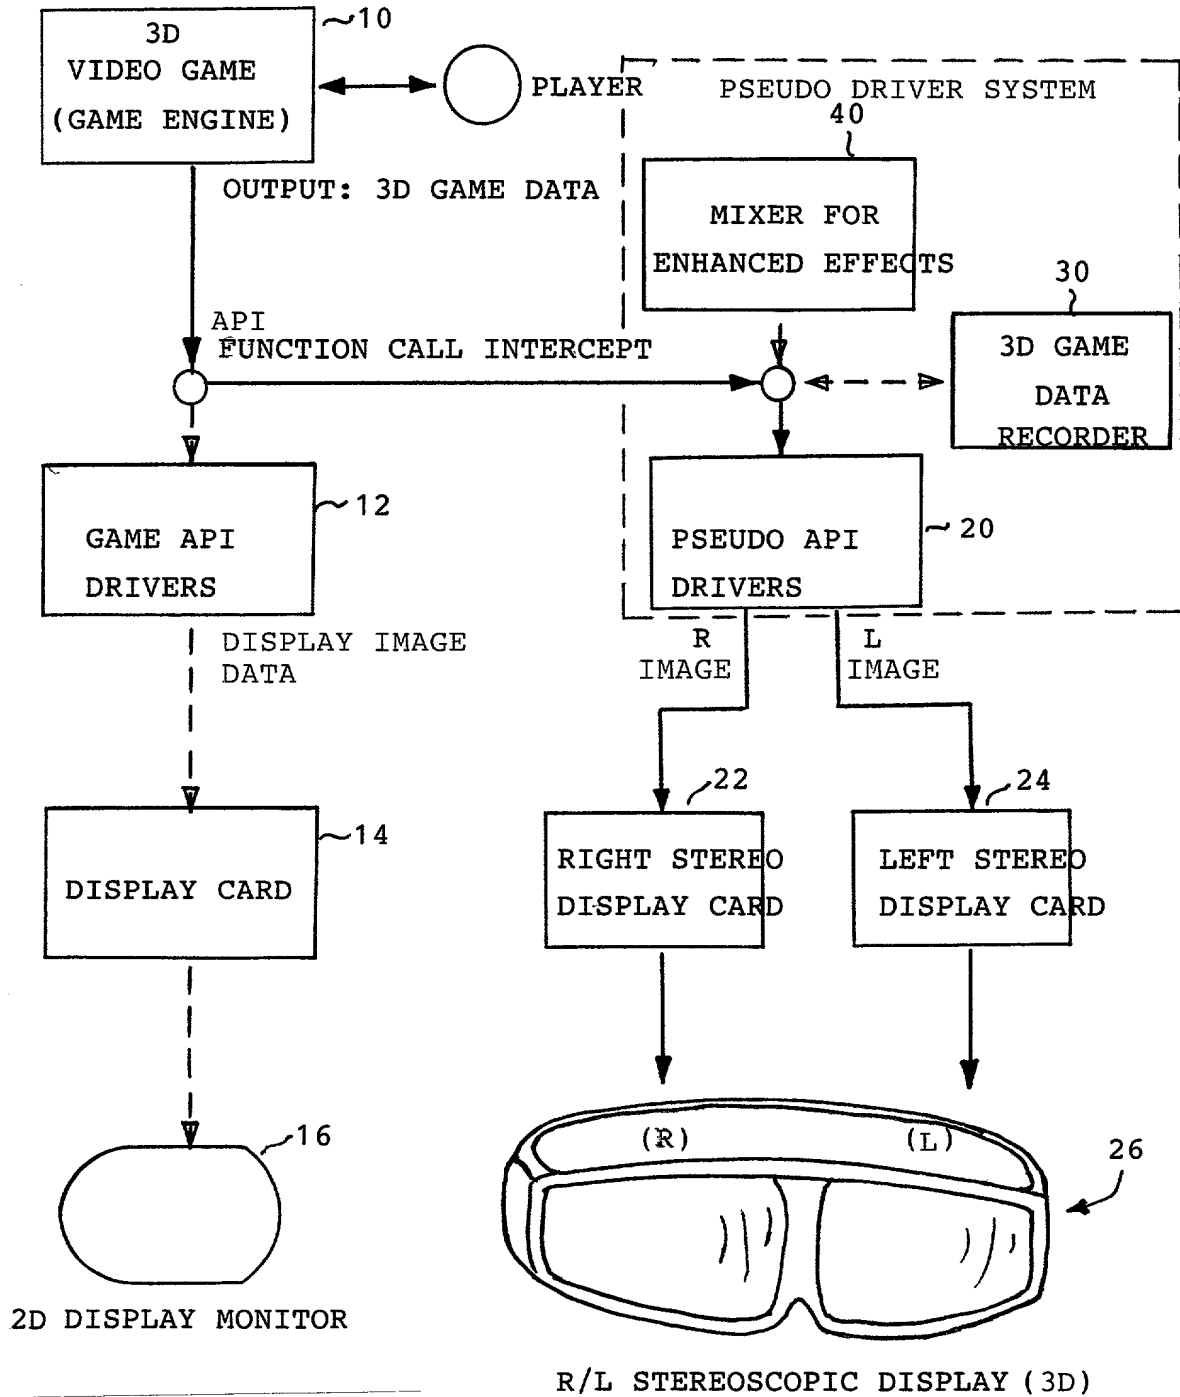 10
3D
VIDEO GAME
(GAME ENGINE)
PLAYER
PSEUDO DRIVER SYSTEM
40
OUTPUT: 3D GAME DATA
MIXER FOR
ENHANCED EFFECTS
30
3D GAME
DATA
RECORDER
API
FUNCTION CALL INTERCEPT
12
GAME API
DRIVERS
20
PSEUDO API
DRIVERS
DISPLAY IMAGE
DATA
R
IMAGE
L
IMAGE
14
DISPLAY CARD
22
RIGHT STEREO
DISPLAY CARD
24
LEFT STEREO
DISPLAY CARD
16
2D DISPLAY MONITOR
(R)
(L)
26
R/L STEREOSCOPIC DISPLAY (3D)